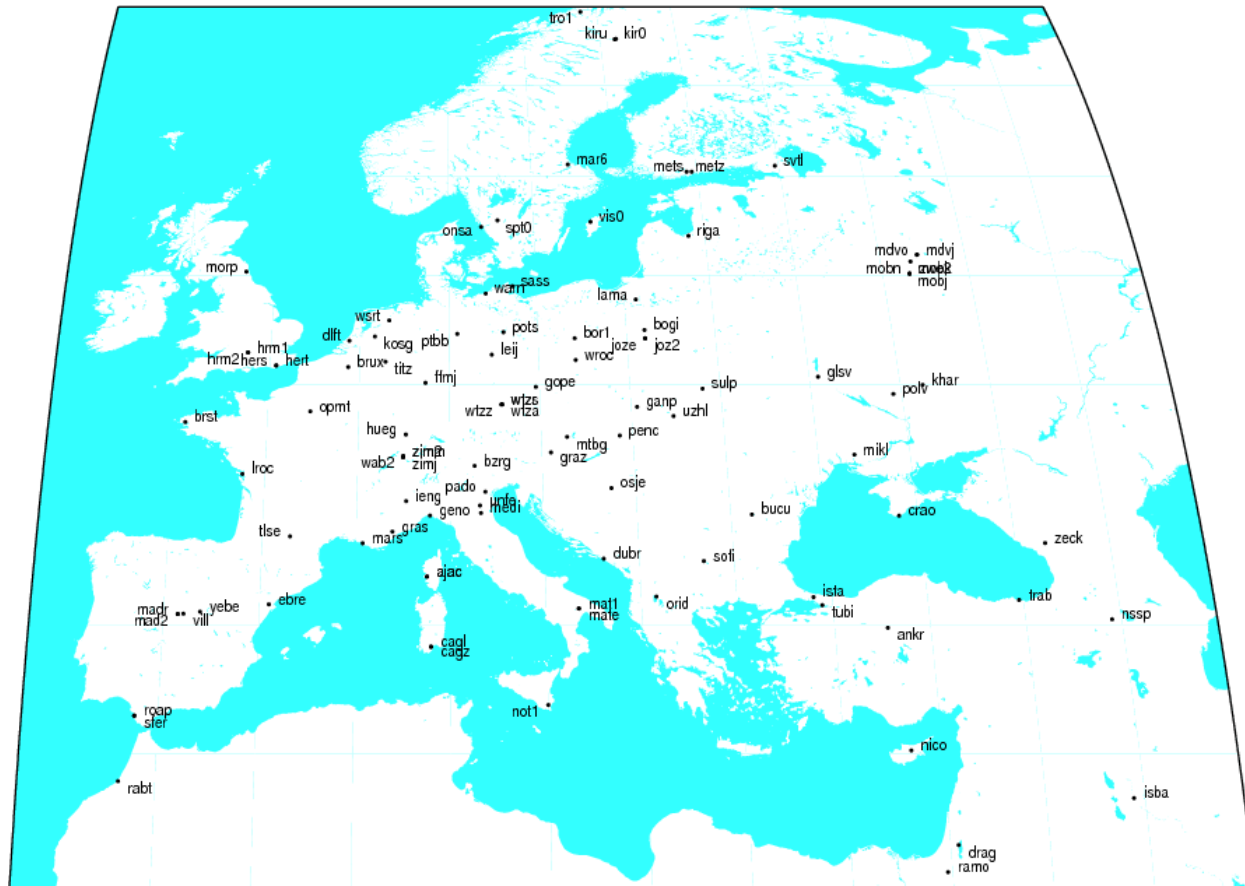 tro1
kiru kir0
mar6
mets metz
svtl
vis0
onsa spt0
riga
morp
mdvo mdvj
mobn
mobj
sass
warn
lama
wsrt
dlft
kosg
ptbb
pots
bor1
bogi
joze joz2
hrm1
hrm2 hers hert
brux titz
leij
wroc
ffmj
gope
sulp
glsv
polv khar
opmt
wtzz wtza
ganp
uzhl
brst
hueg
mtbg
penc
wab2
zimj
bzrg
graz
mikl
lroc
pado
osje
ieng
medi
geno
bucu
crao
tlse
gras
mars
zeck
dubr
sofi
ajac
ebre
yebe
madr
mad2 vill
mat1
mate
orid
ista
tubi
trab
nssp
ankr
cagl
cagz
roap
sfer
not1
nico
rabt
isba
drag
ramo